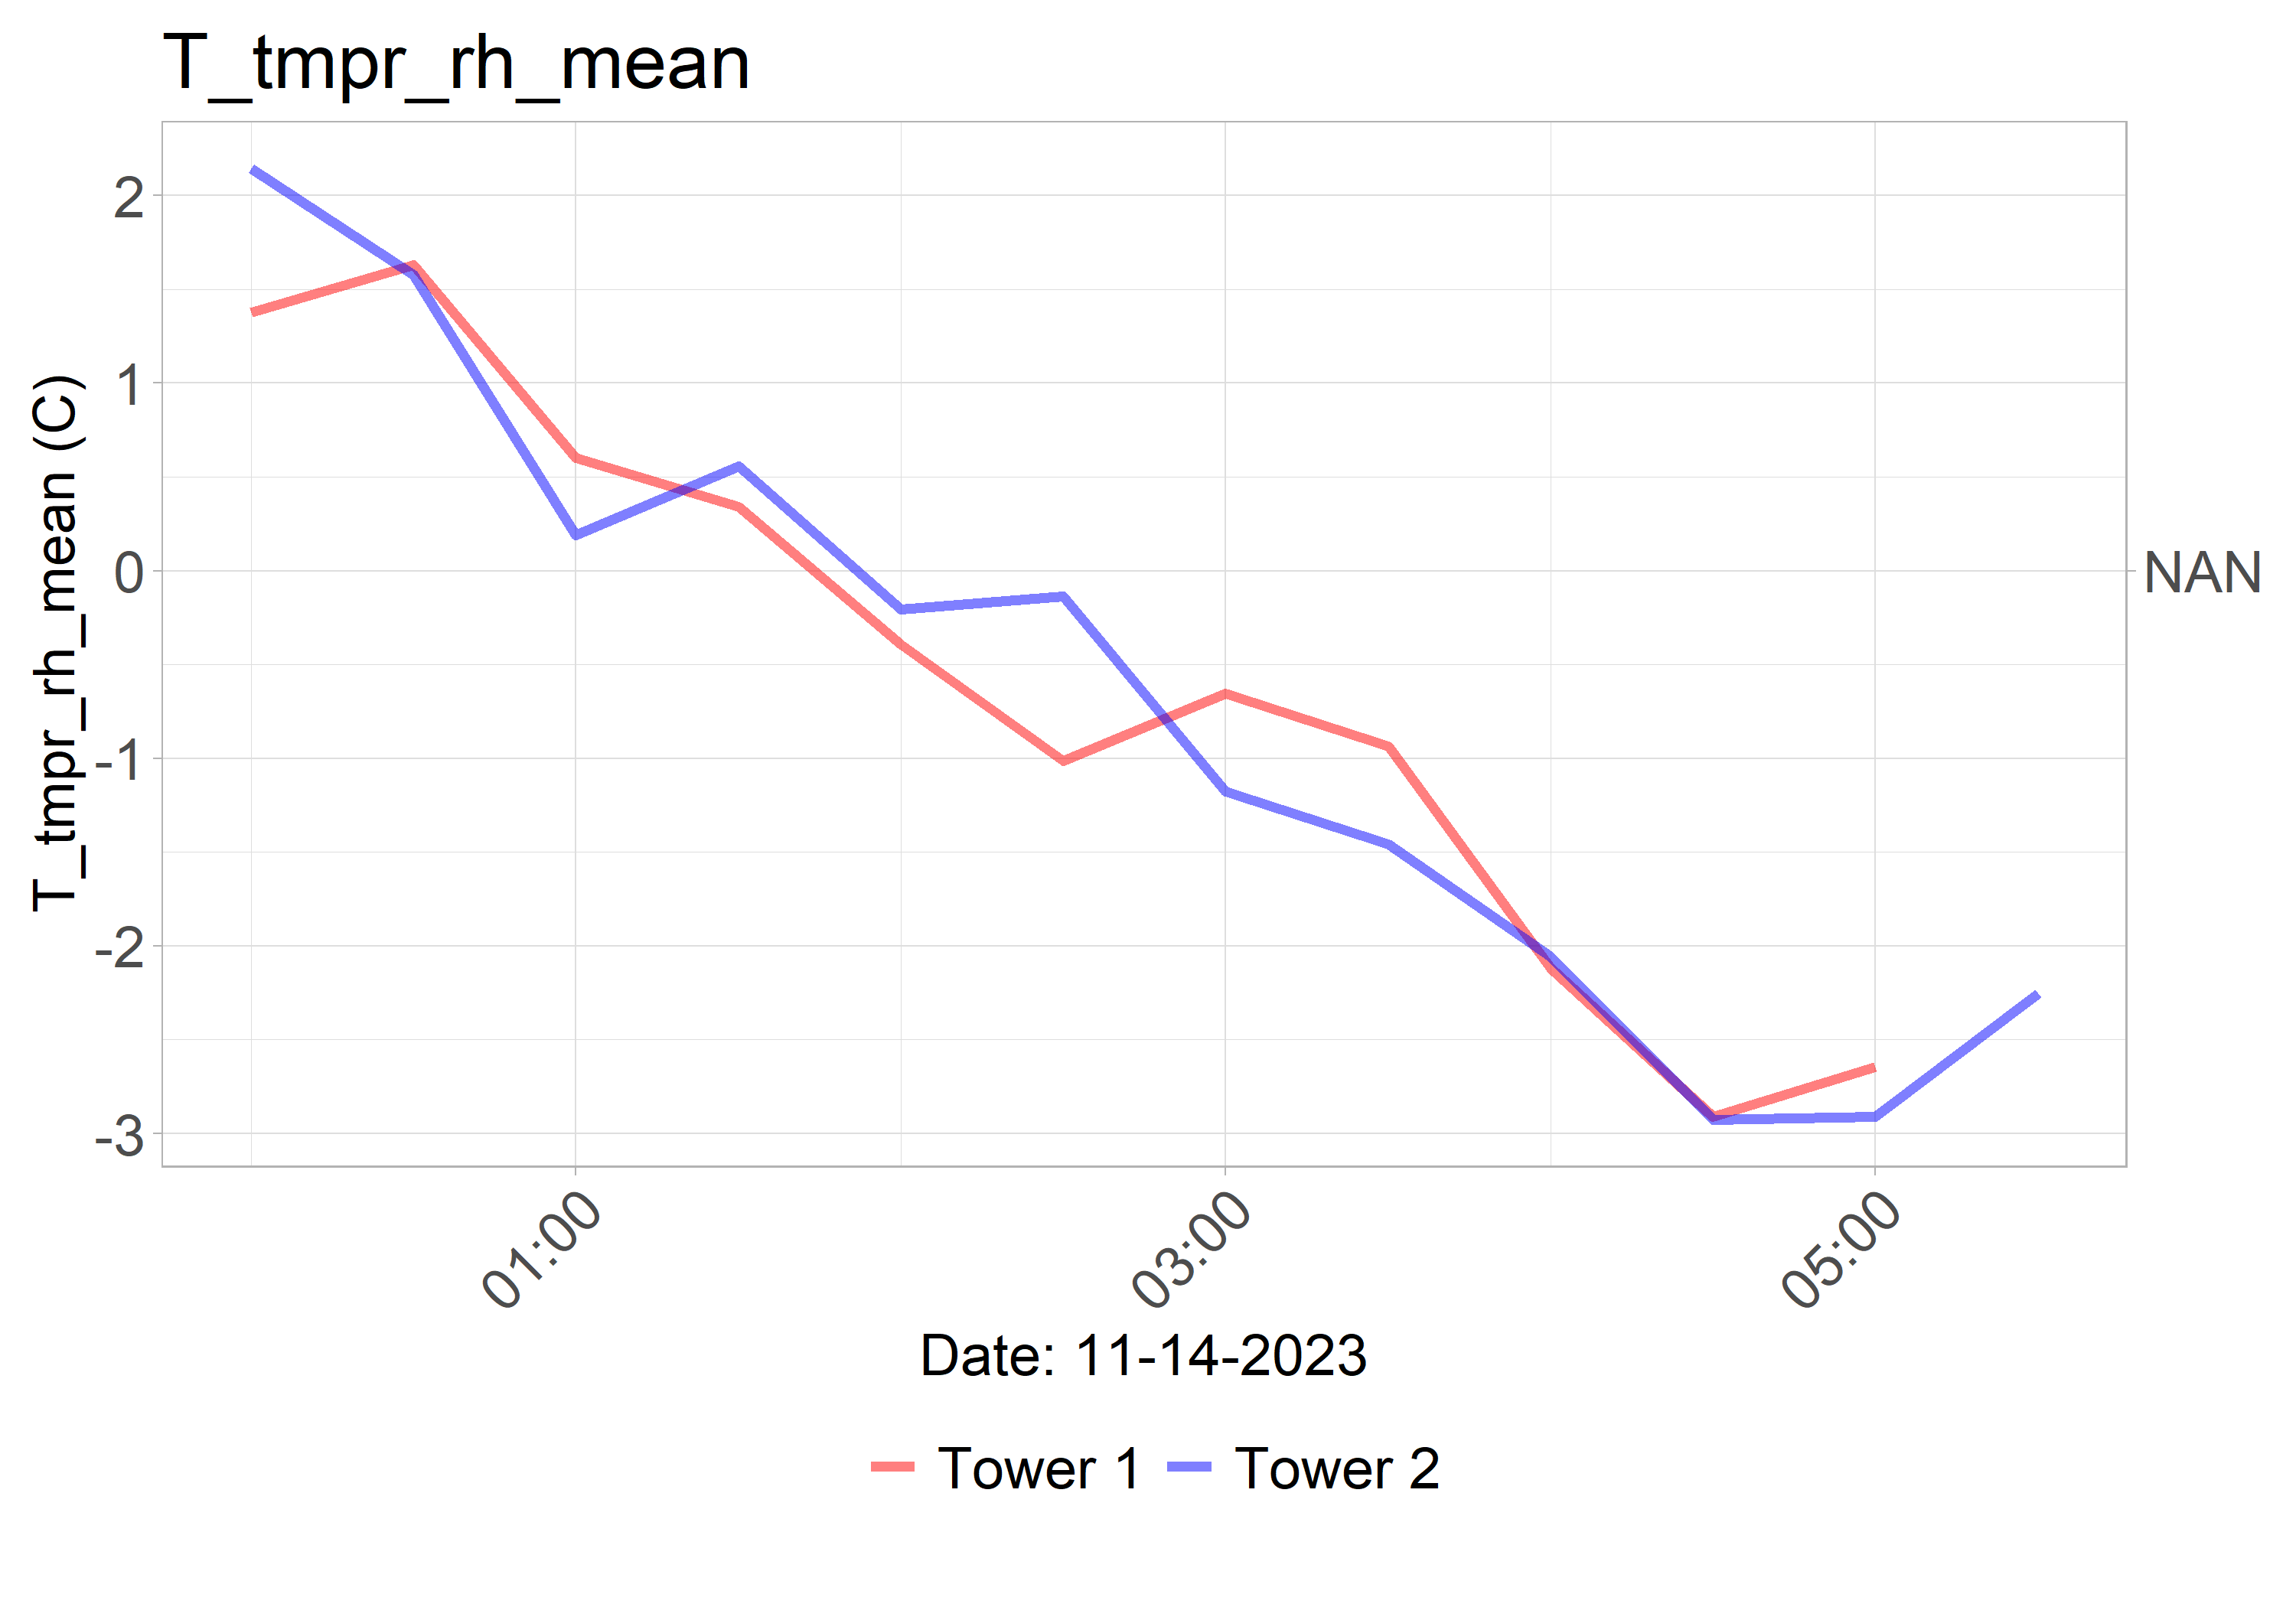 T_tmpr_rh_mean
T_tmpr_rh_mean (C)
2
1
0
-1
-2
-3
NAN
01:00
03:00
05:00
Date: 11-14-2023
Tower 1
Tower 2